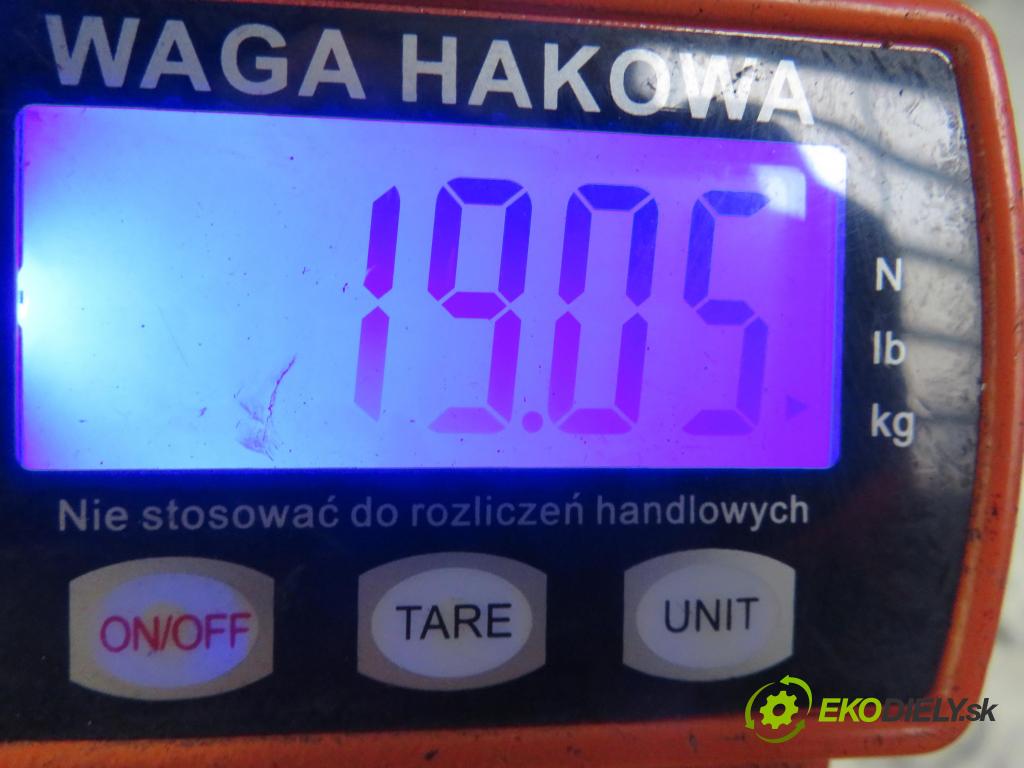 WAGA HAKOWA
19.05
N
lb
kg
Nie stosować do rozliczeń handlowych
ON/OFF TARE UNIT
EKODIELY.sk